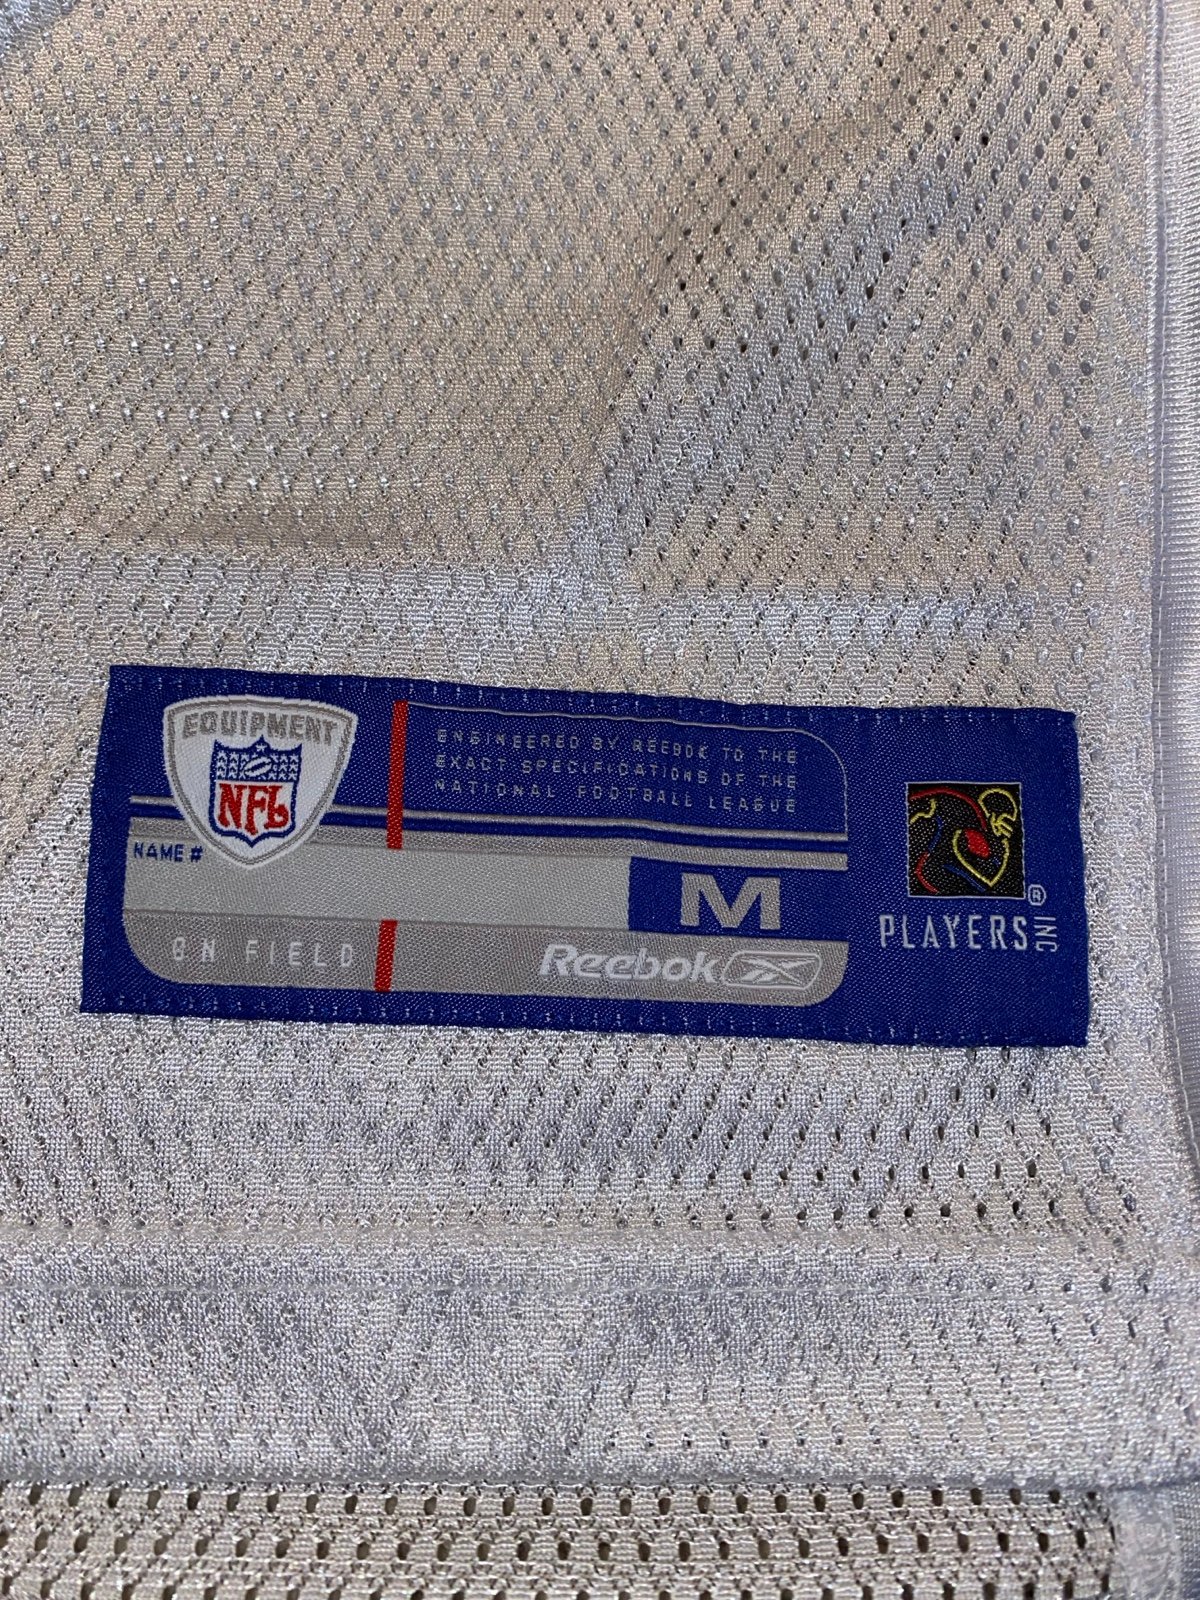 EQUIPMENT
NFL
ENGINEERED BY REEBOK TO THE
EXACT SPECIFICATIONS OF THE
NATIONAL FOOTBALL LEAGUE
NAME #
M
ON FIELD
Reebok
PLAYERS INC ®